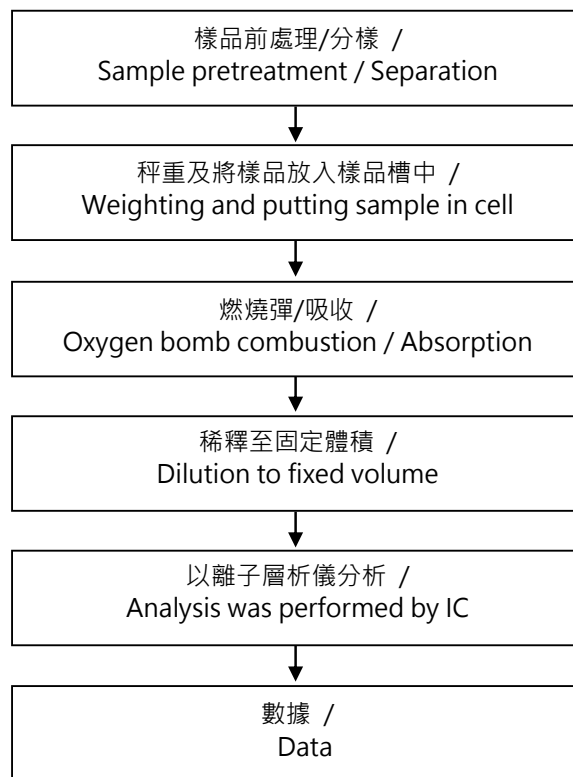 樣品前處理/分樣 /
Sample pretreatment / Separation
秤重及將樣品放入樣品槽中 /
Weighting and putting sample in cell
燃燒彈/吸收 /
Oxygen bomb combustion / Absorption
稀釋至固定體積 /
Dilution to fixed volume
以離子層析儀分析 /
Analysis was performed by IC
數據 /
Data